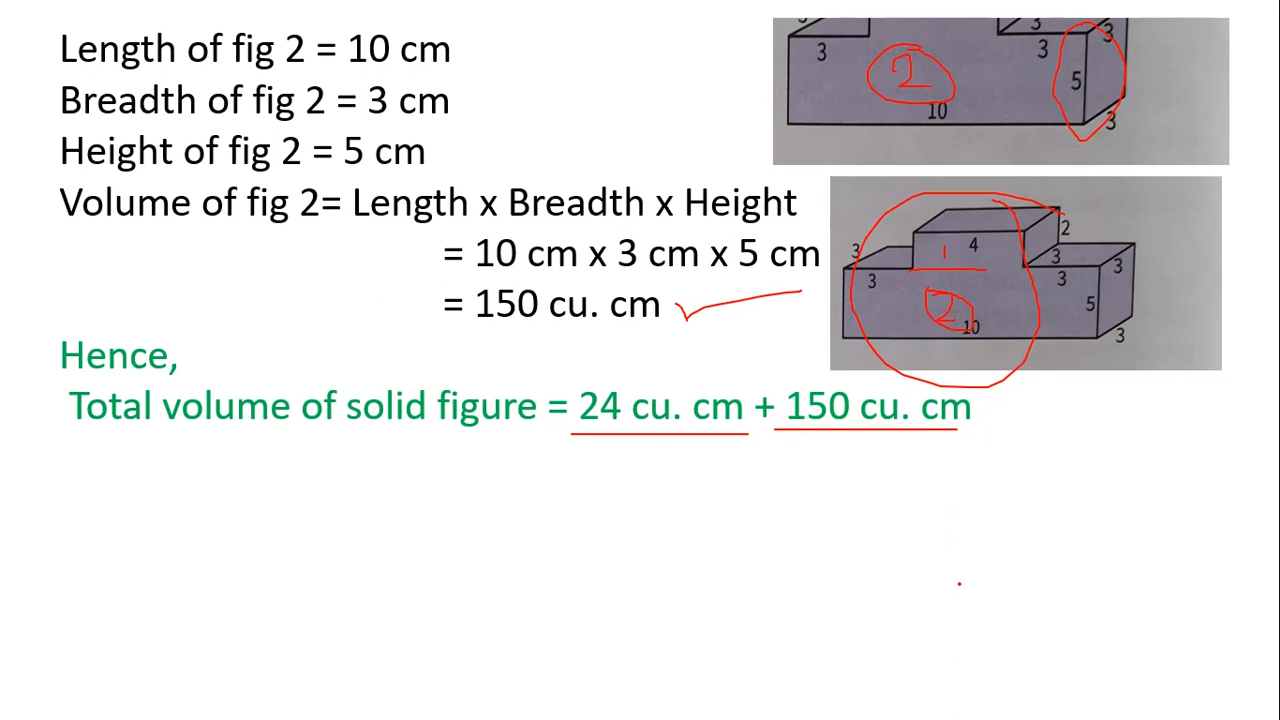 Length of fig 2 = 10 cm
Breadth of fig 2 = 3 cm
Height of fig 2 = 5 cm
Volume of fig 2= Length x Breadth x Height
= 10 cm x 3 cm x 5 cm
= 150 cu. cm
Hence,
Total volume of solid figure = 24 cu. cm + 150 cu. cm
3
3
3
3
2
5
10
3
2
4
1
3
3
3
3
3
2
5
10
3